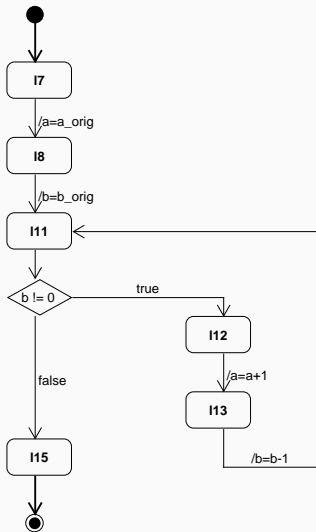 l7
/a=a_orig
l8
/b=b_orig
l11
b != 0
true
l12
/a=a+1
false
l13
l15
/b=b-1